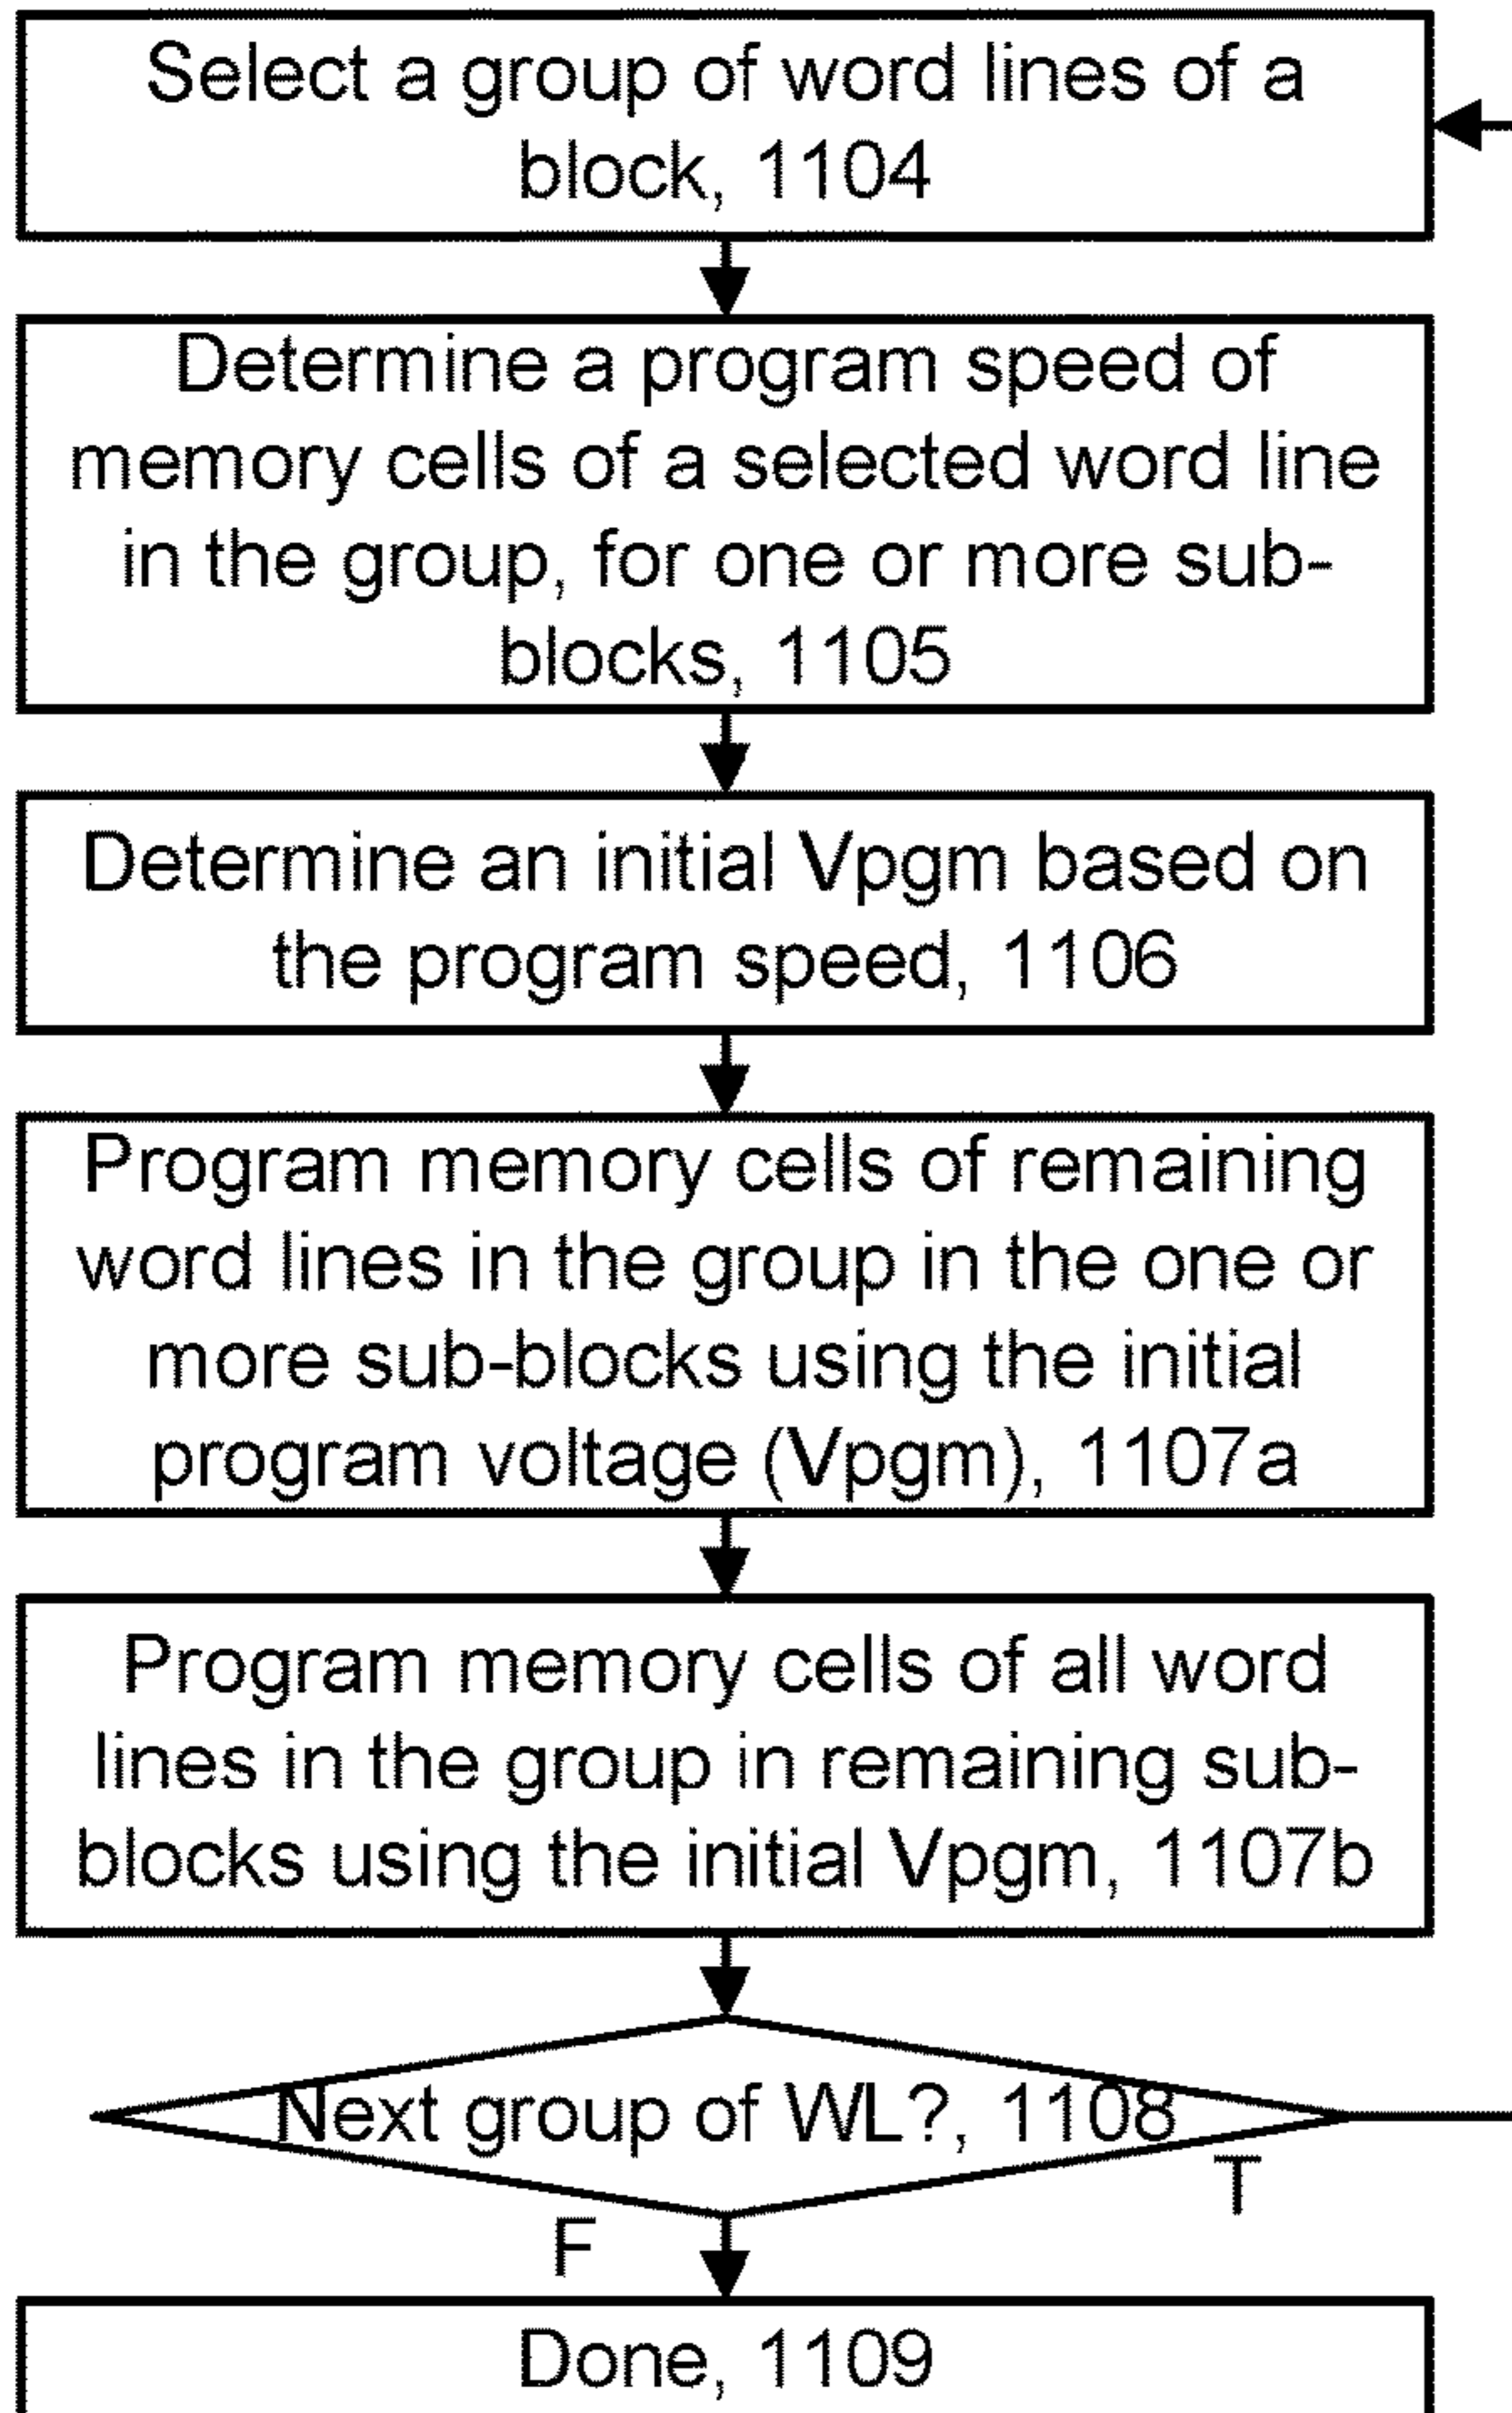 Select a group of word lines of a
block, 1104
Determine a program speed of
memory cells of a selected word line
in the group, for one or more sub-
blocks, 1105
Determine an initial Vpgm based on
the program speed, 1106
Program memory cells of remaining
word lines in the group in the one or
more sub-blocks using the initial
program voltage (Vpgm), 1107a
Program memory cells of all word
lines in the group in remaining sub-
blocks using the initial Vpgm, 1107b
Next group of WL?, 1108
T
F
Done, 1109